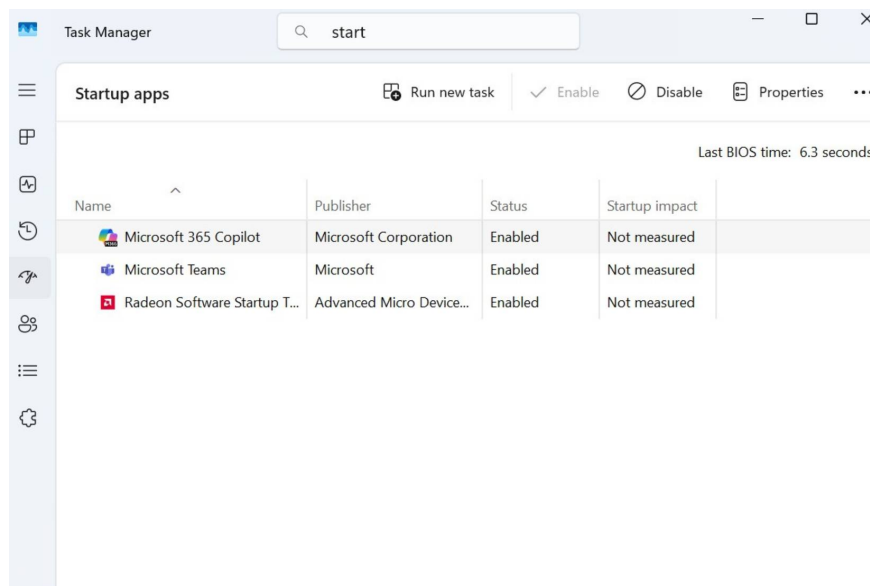 Task Manager
start
Startup apps
Run new task
Enable
Disable
Properties
Last BIOS time: 6.3 seconds
Name Publisher Status Startup impact
Microsoft 365 Copilot Microsoft Corporation Enabled Not measured
Microsoft Teams Microsoft Enabled Not measured
Radeon Software Startup T... Advanced Micro Device... Enabled Not measured